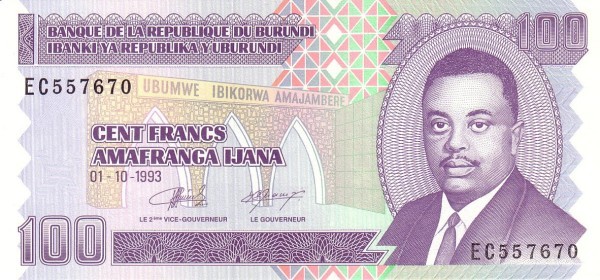 BANQUE DE LA REPUBLIQUE DU BURUNDI
IBANKI YA REPUBLIKA Y'UBURUNDI
100
EC557670
UBUMWE IBIKORWA AMAJAMBERE
CENT FRANCS
AMAFRANGA IJANA
01-10-1993
LE 2ème VICE-GOUVERNEUR
LE GOUVERNEUR
100
EC557670